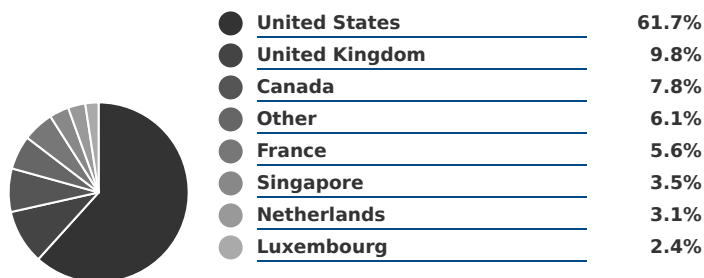 United States 61.7%
United Kingdom 9.8%
Canada 7.8%
Other 6.1%
France 5.6%
Singapore 3.5%
Netherlands 3.1%
Luxembourg 2.4%